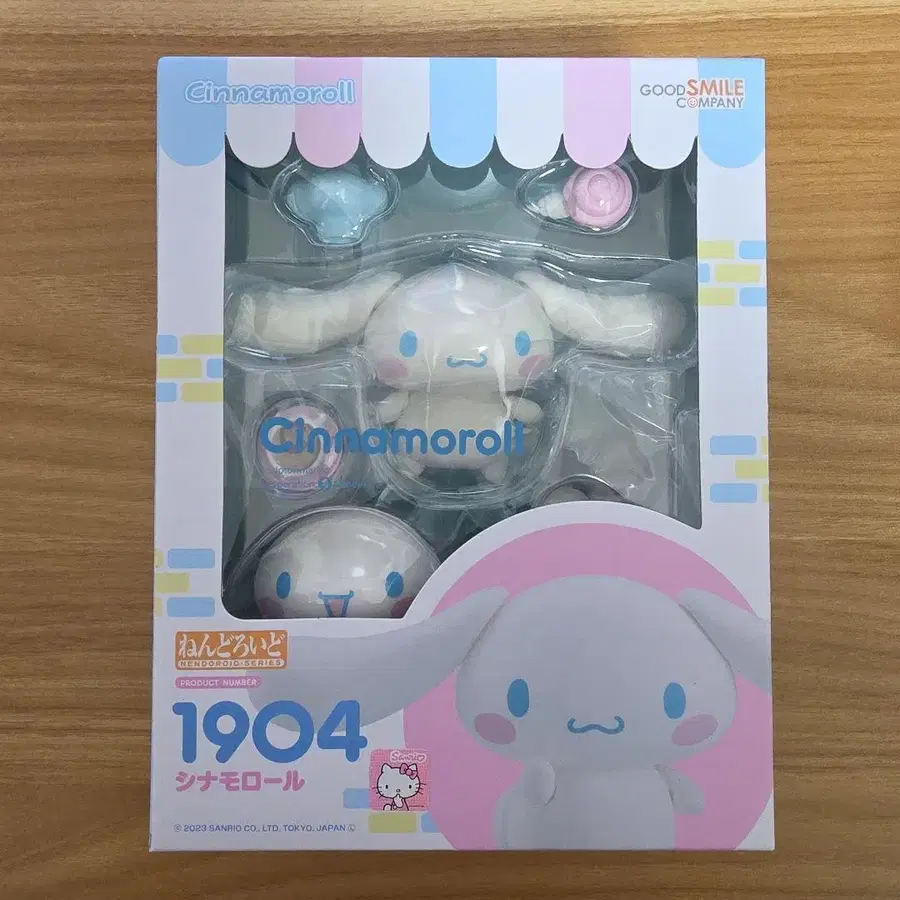 Cinnamoroll
GOOD SMILE
COMPANY
Cinnamoroll
ねんどろいど
NENDOROID・SERIES
PRODUCT NUMBER
1904
シナモロール
Sanrio
© 2023 SANRIO CO., LTD. TOKYO, JAPAN Ⓛ